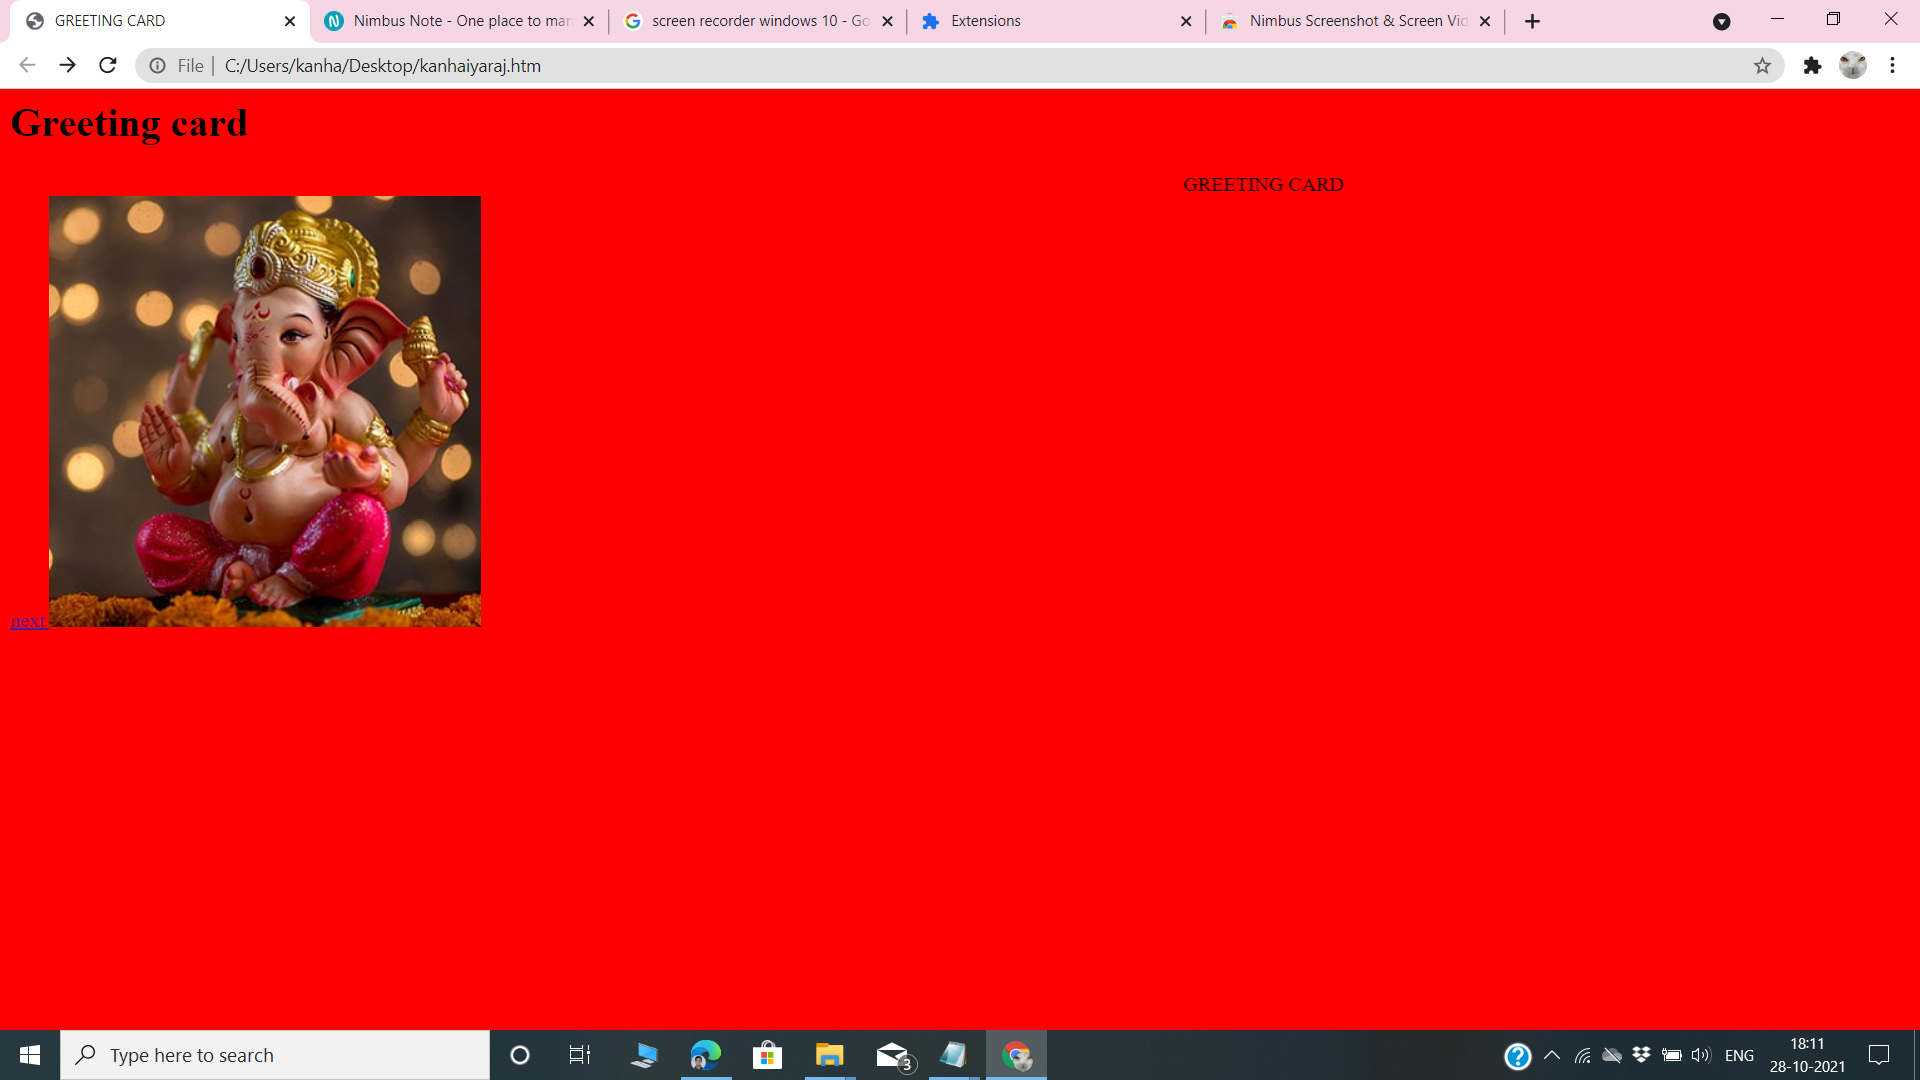 GREETING CARD
Nimbus Note - One place to man
screen recorder windows 10 - Go
Extensions
Nimbus Screenshot & Screen Vid
File | C:/Users/kanha/Desktop/kanhaiyaraj.htm
Greeting card
GREETING CARD
next
Type here to search
3
ENG
18:11
28-10-2021